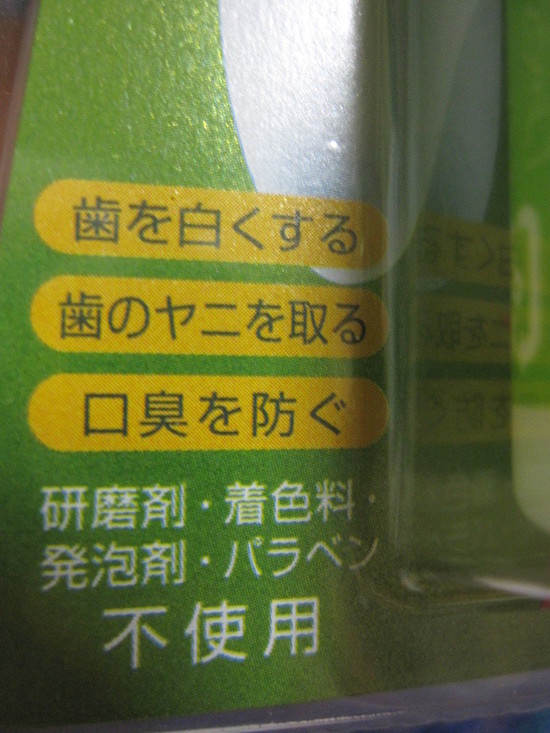 歯を白くする
歯のヤニを取る
口臭を防ぐ
研磨剤・着色料・
発泡剤・パラベン
不使用